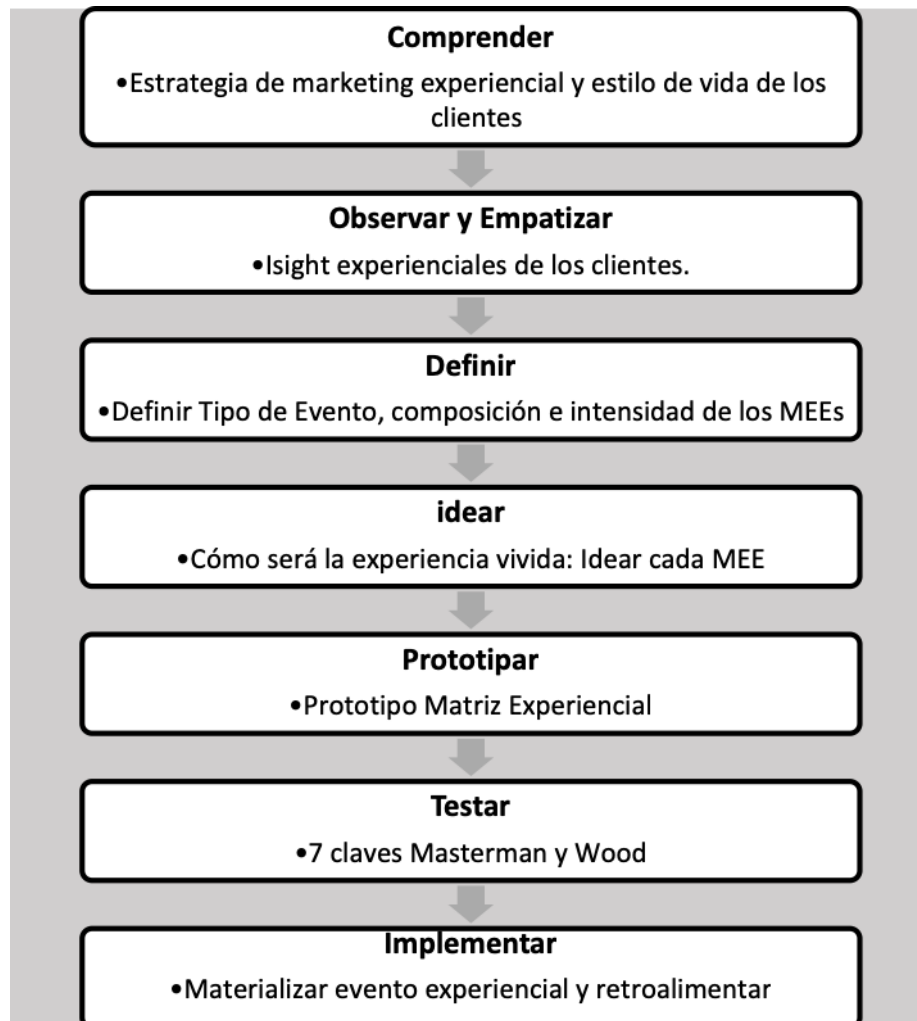 Comprender
•Estrategia de marketing experiencial y estilo de vida de los
clientes
Observar y Empatizar
•Isight experienciales de los clientes.
Definir
•Definir Tipo de Evento, composición e intensidad de los MEEs
idear
•Cómo será la experiencia vivida: Idear cada MEE
Prototipar
•Prototipo Matriz Experiencial
Testar
•7 claves Masterman y Wood
Implementar
•Materializar evento experiencial y retroalimentar